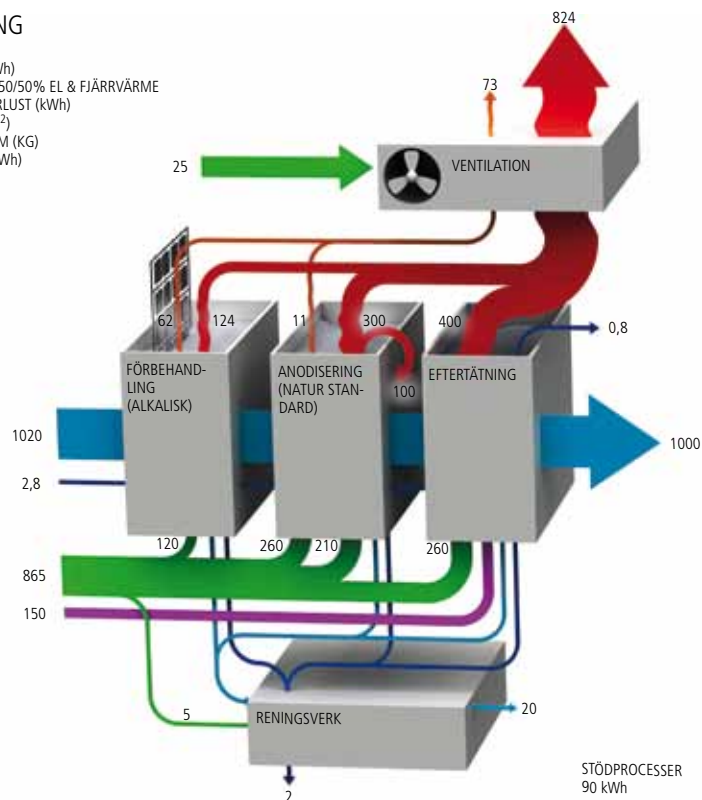 NG
Wh)
50/50% EL & FJÄRRVÄRME
RLUST (kWh)
2)
M (KG)
Wh)
824
73
25
VENTILATION
62
124
11
300
400
0,8
FÖRBEHAND-
LING
(ALKALISK)
ANODISERING
(NATUR STAN-
DARD)
EFTERTÄTNING
100
1020
1000
2,8
120
260
210
260
865
150
5
RENINGSVERK
20
2
STÖDPROCESSER
90 kWh